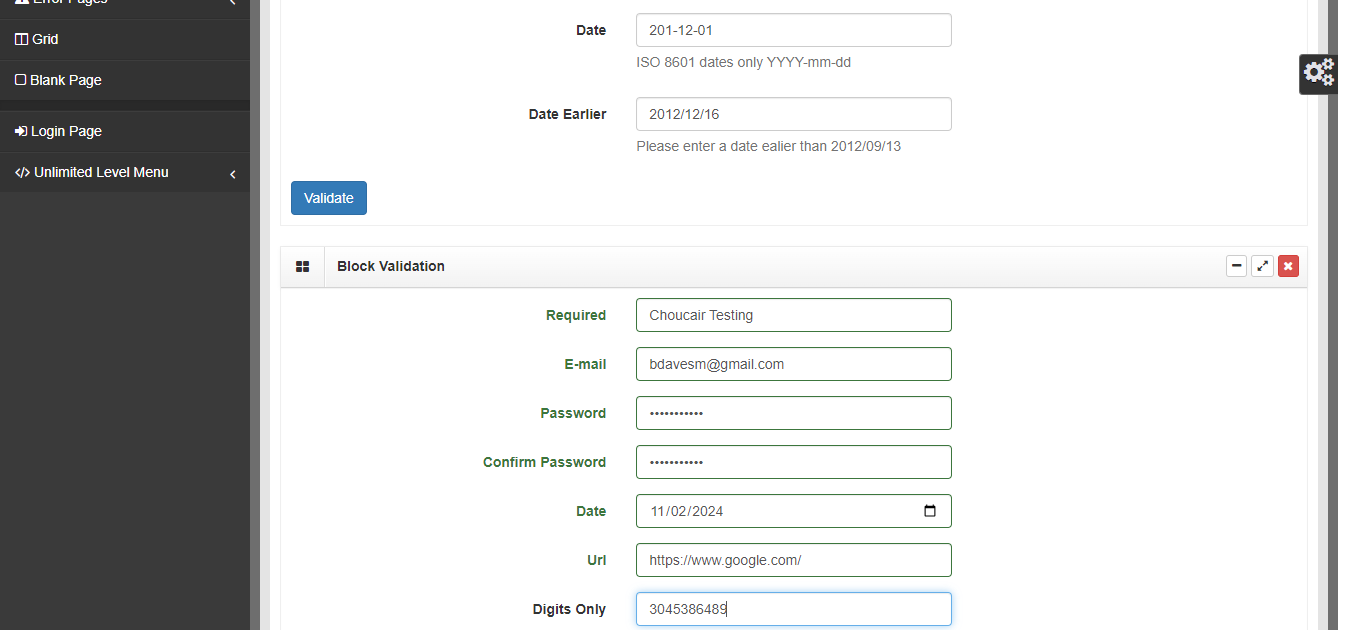 Error Pages
Grid
Blank Page
Login Page
Unlimited Level Menu
Date
201-12-01
ISO 8601 dates only YYYY-mm-dd
Date Earlier
2012/12/16
Please enter a date ealier than 2012/09/13
Validate
Block Validation
Required
Choucair Testing
E-mail
bdavesm@gmail.com
Password
•••••••••••
Confirm Password
•••••••••••
Date
11/02/2024
Url
https://www.google.com/
Digits Only
3045386489